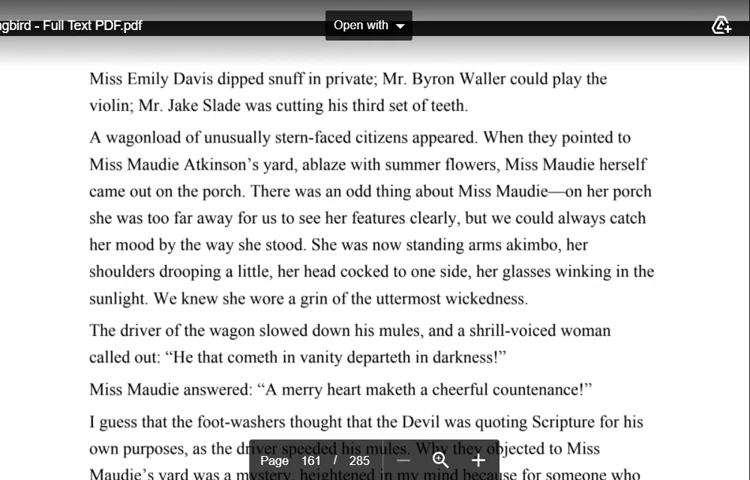 ngbird - Full Text PDF.pdf
Open with
Miss Emily Davis dipped snuff in private; Mr. Byron Waller could play the
violin; Mr. Jake Slade was cutting his third set of teeth.
A wagonload of unusually stern-faced citizens appeared. When they pointed to
Miss Maudie Atkinson’s yard, ablaze with summer flowers, Miss Maudie herself
came out on the porch. There was an odd thing about Miss Maudie—on her porch
she was too far away for us to see her features clearly, but we could always catch
her mood by the way she stood. She was now standing arms akimbo, her
shoulders drooping a little, her head cocked to one side, her glasses winking in the
sunlight. We knew she wore a grin of the uttermost wickedness.
The driver of the wagon slowed down his mules, and a shrill-voiced woman
called out: “He that cometh in vanity departeth in darkness!”
Miss Maudie answered: “A merry heart maketh a cheerful countenance!”
I guess that the foot-washers thought that the Devil was quoting Scripture for his
own purposes, as the driver speeded his mules. Why they objected to Miss
Maudie’s yard was a mystery, heightened in my mind because for someone who
Page 161 / 285